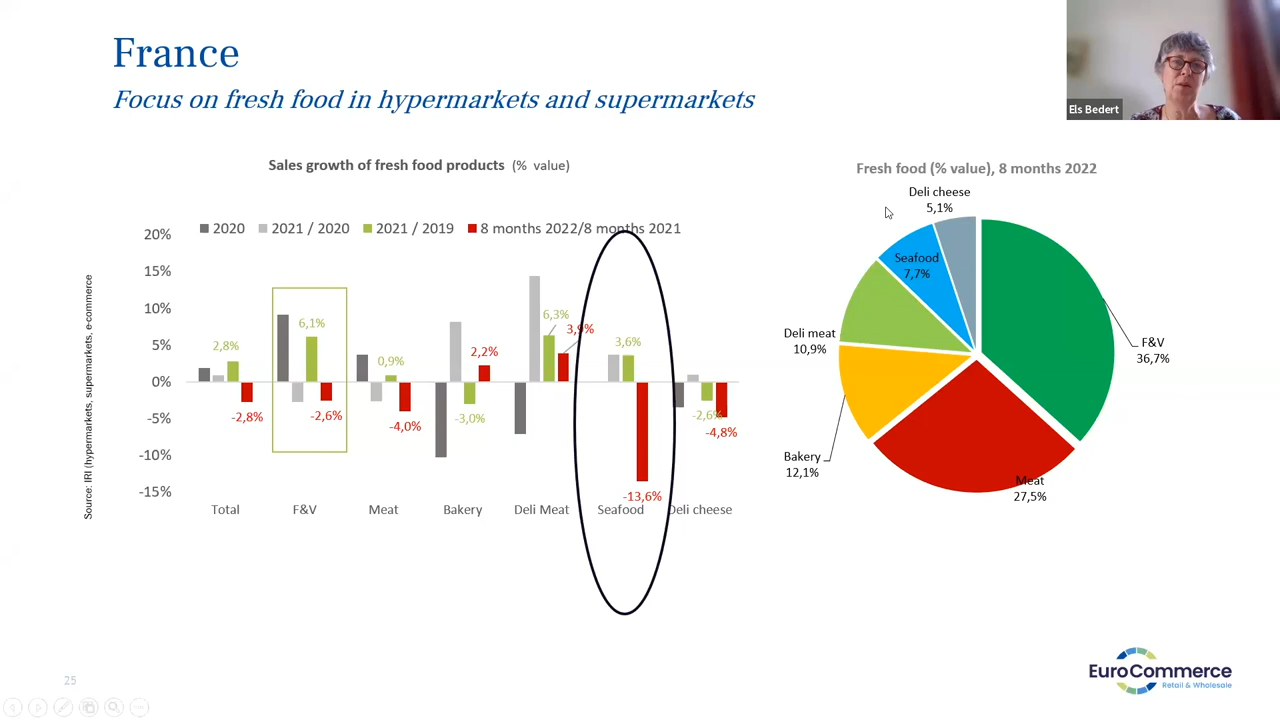 France
Focus on fresh food in hypermarkets and supermarkets
Els Bedert
Sales growth of fresh food products (% value)
2020
2021 / 2020
2021 / 2019
8 months 2022/8 months 2021
20%
15%
10%
5%
0%
-5%
-10%
-15%
2,8%
-2,8%
6,1%
-2,6%
0,9%
-4,0%
-3,0%
2,2%
6,3%
3,9%
3,6%
-13,6%
-2,6%
-4,8%
Total
F&V
Meat
Bakery
Deli Meat
Seafood
Deli cheese
Source: IRI (hypermarkets, supermarkets, e-commerce
Fresh food (% value), 8 months 2022
Deli cheese
5,1%
Seafood
7,7%
Deli meat
10,9%
F&V
36,7%
Bakery
12,1%
Meat
27,5%
25
EuroCommerce
Retail & Wholesale